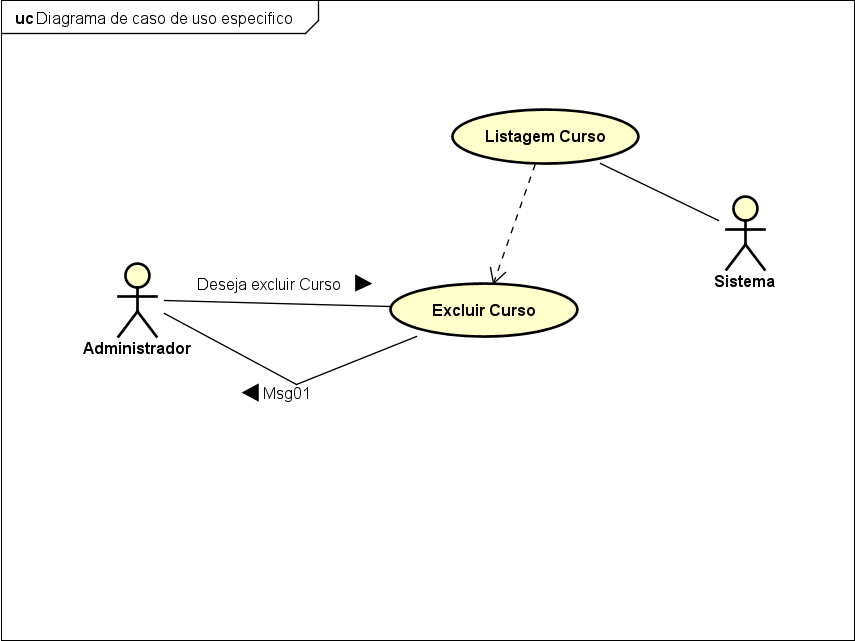 uc Diagrama de caso de uso especifico
Listagem Curso
Sistema
Deseja excluir Curso
Excluir Curso
Administrador
Msg01